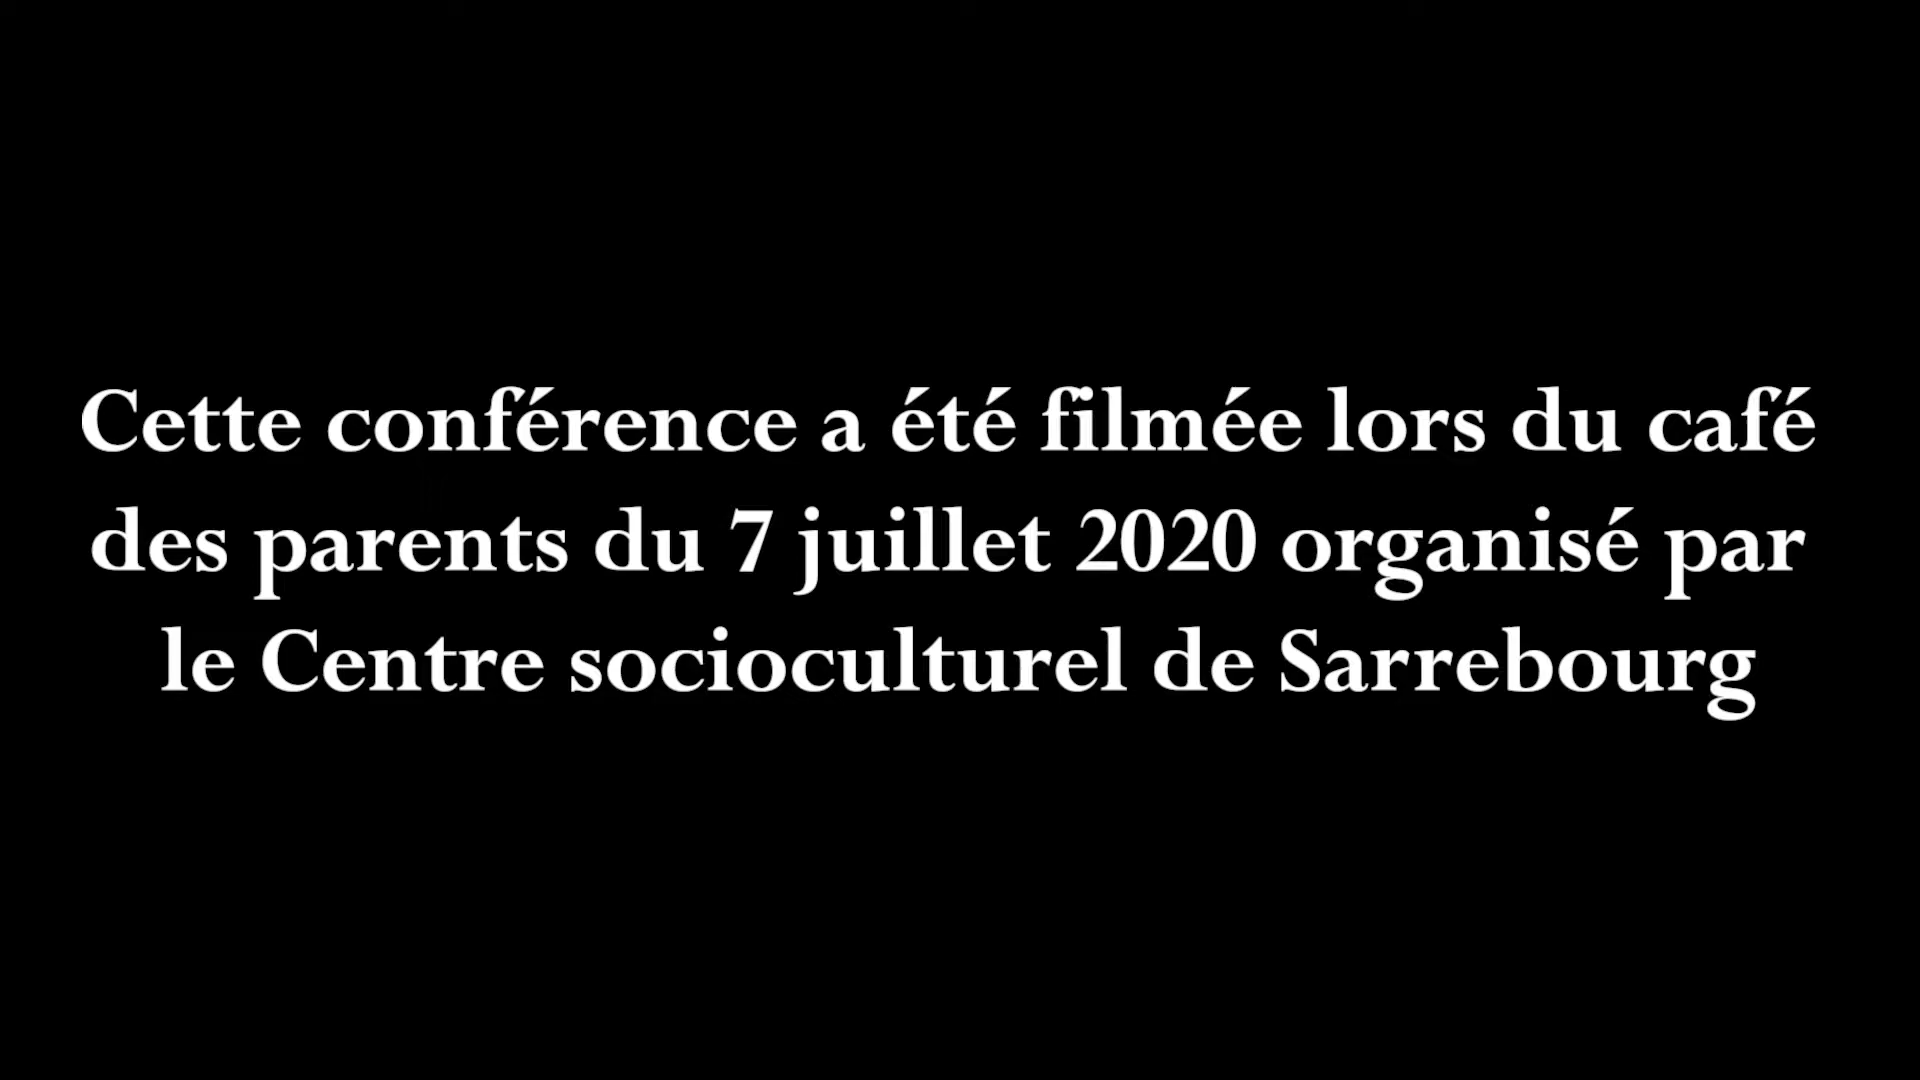 Cette conférence a été filmée lors du café
des parents du 7 juillet 2020 organisé par
le Centre socioculturel de Sarrebourg